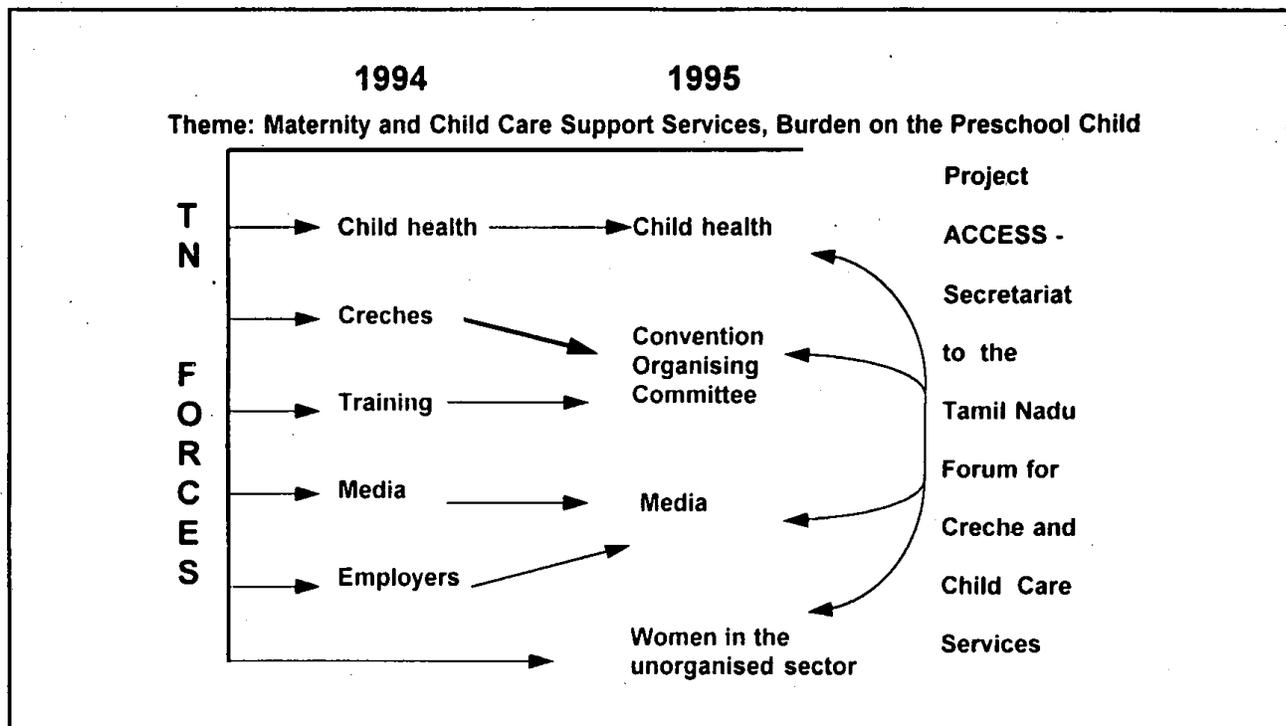 1994 1995
Theme: Maternity and Child Care Support Services, Burden on the Preschool Child
TN FORCES
Child health
Creches
Training
Media
Employers
Child health
Convention
Organising
Committee
Media
Women in the
unorganised sector
Project
ACCESS -
Secretariat
to the
Tamil Nadu
Forum for
Creche and
Child Care
Services